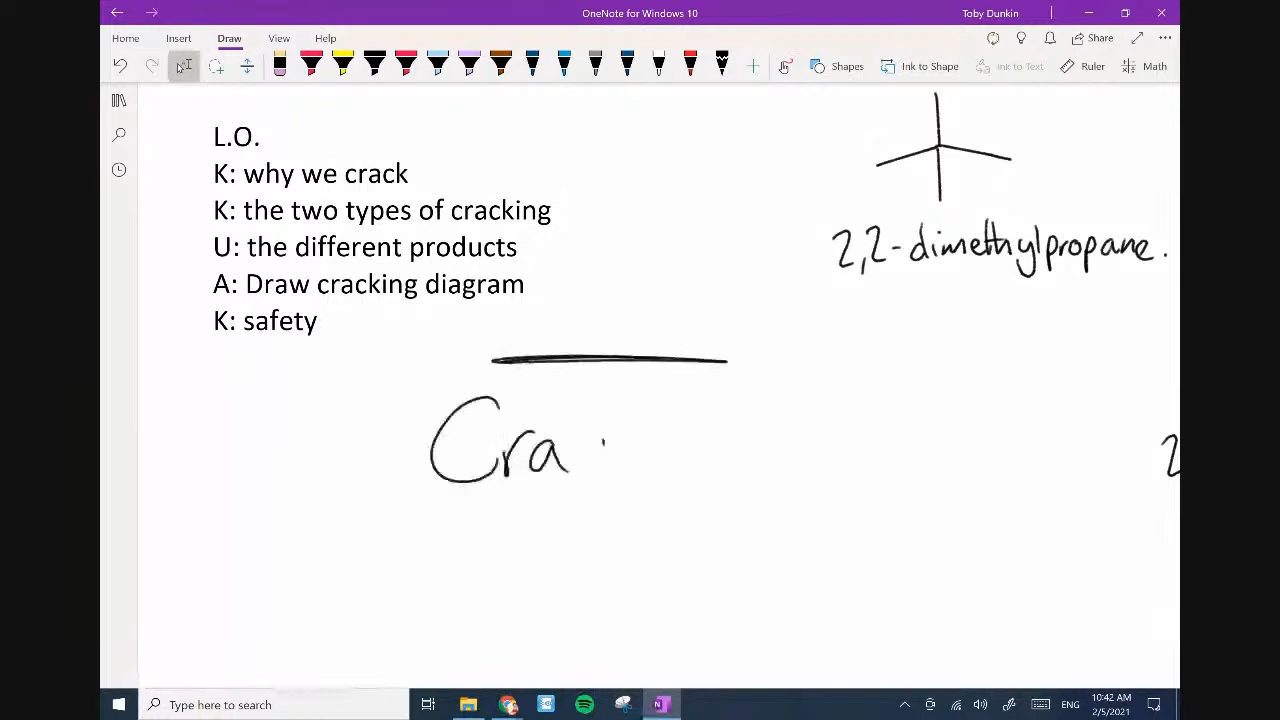 OneNote for Windows 10
Toby Dunkin
Home Insert Draw View Help
Share
Shapes Ink to Shape Ink to Text Ruler Math
L.O.
K: why we crack
K: the two types of cracking
U: the different products
A: Draw cracking diagram
K: safety
2,2-dimethylpropane.
Cra
2
Type here to search
ENG
10:42 AM
2/5/2021